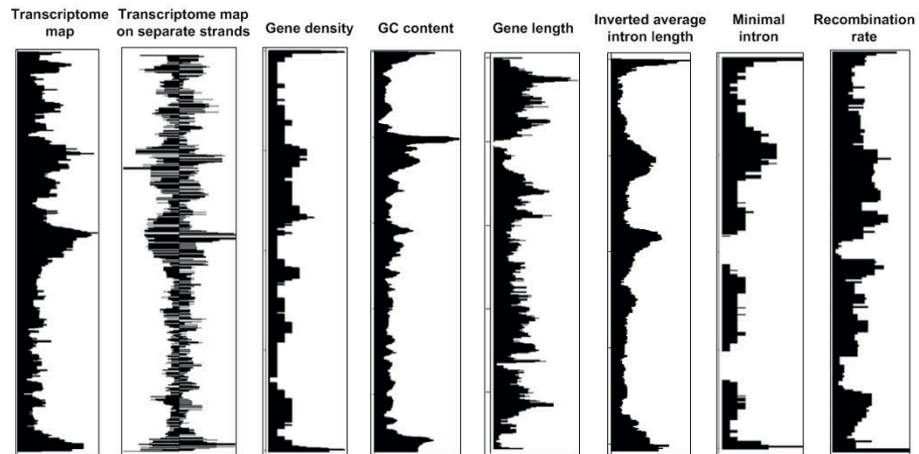 Transcriptome
map
Transcriptome map
on separate strands
Gene density
GC content
Gene length
Inverted average
intron length
Minimal
intron
Recombination
rate